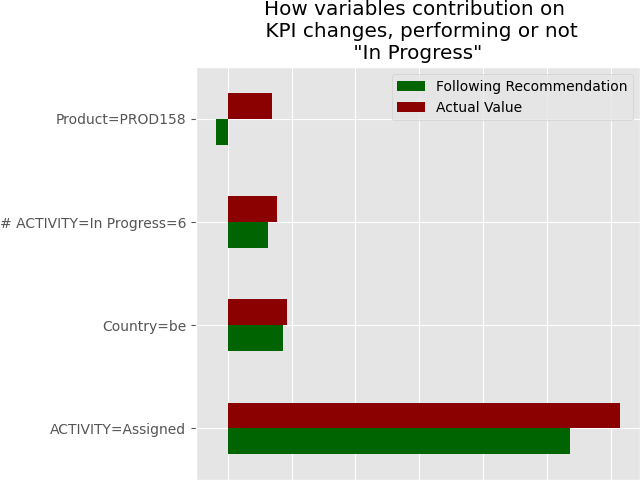 How variables contribution on
KPI changes, performing or not
"In Progress"
Following Recommendation
Actual Value
Product=PROD158
# ACTIVITY=In Progress=6
Country=be
ACTIVITY=Assigned